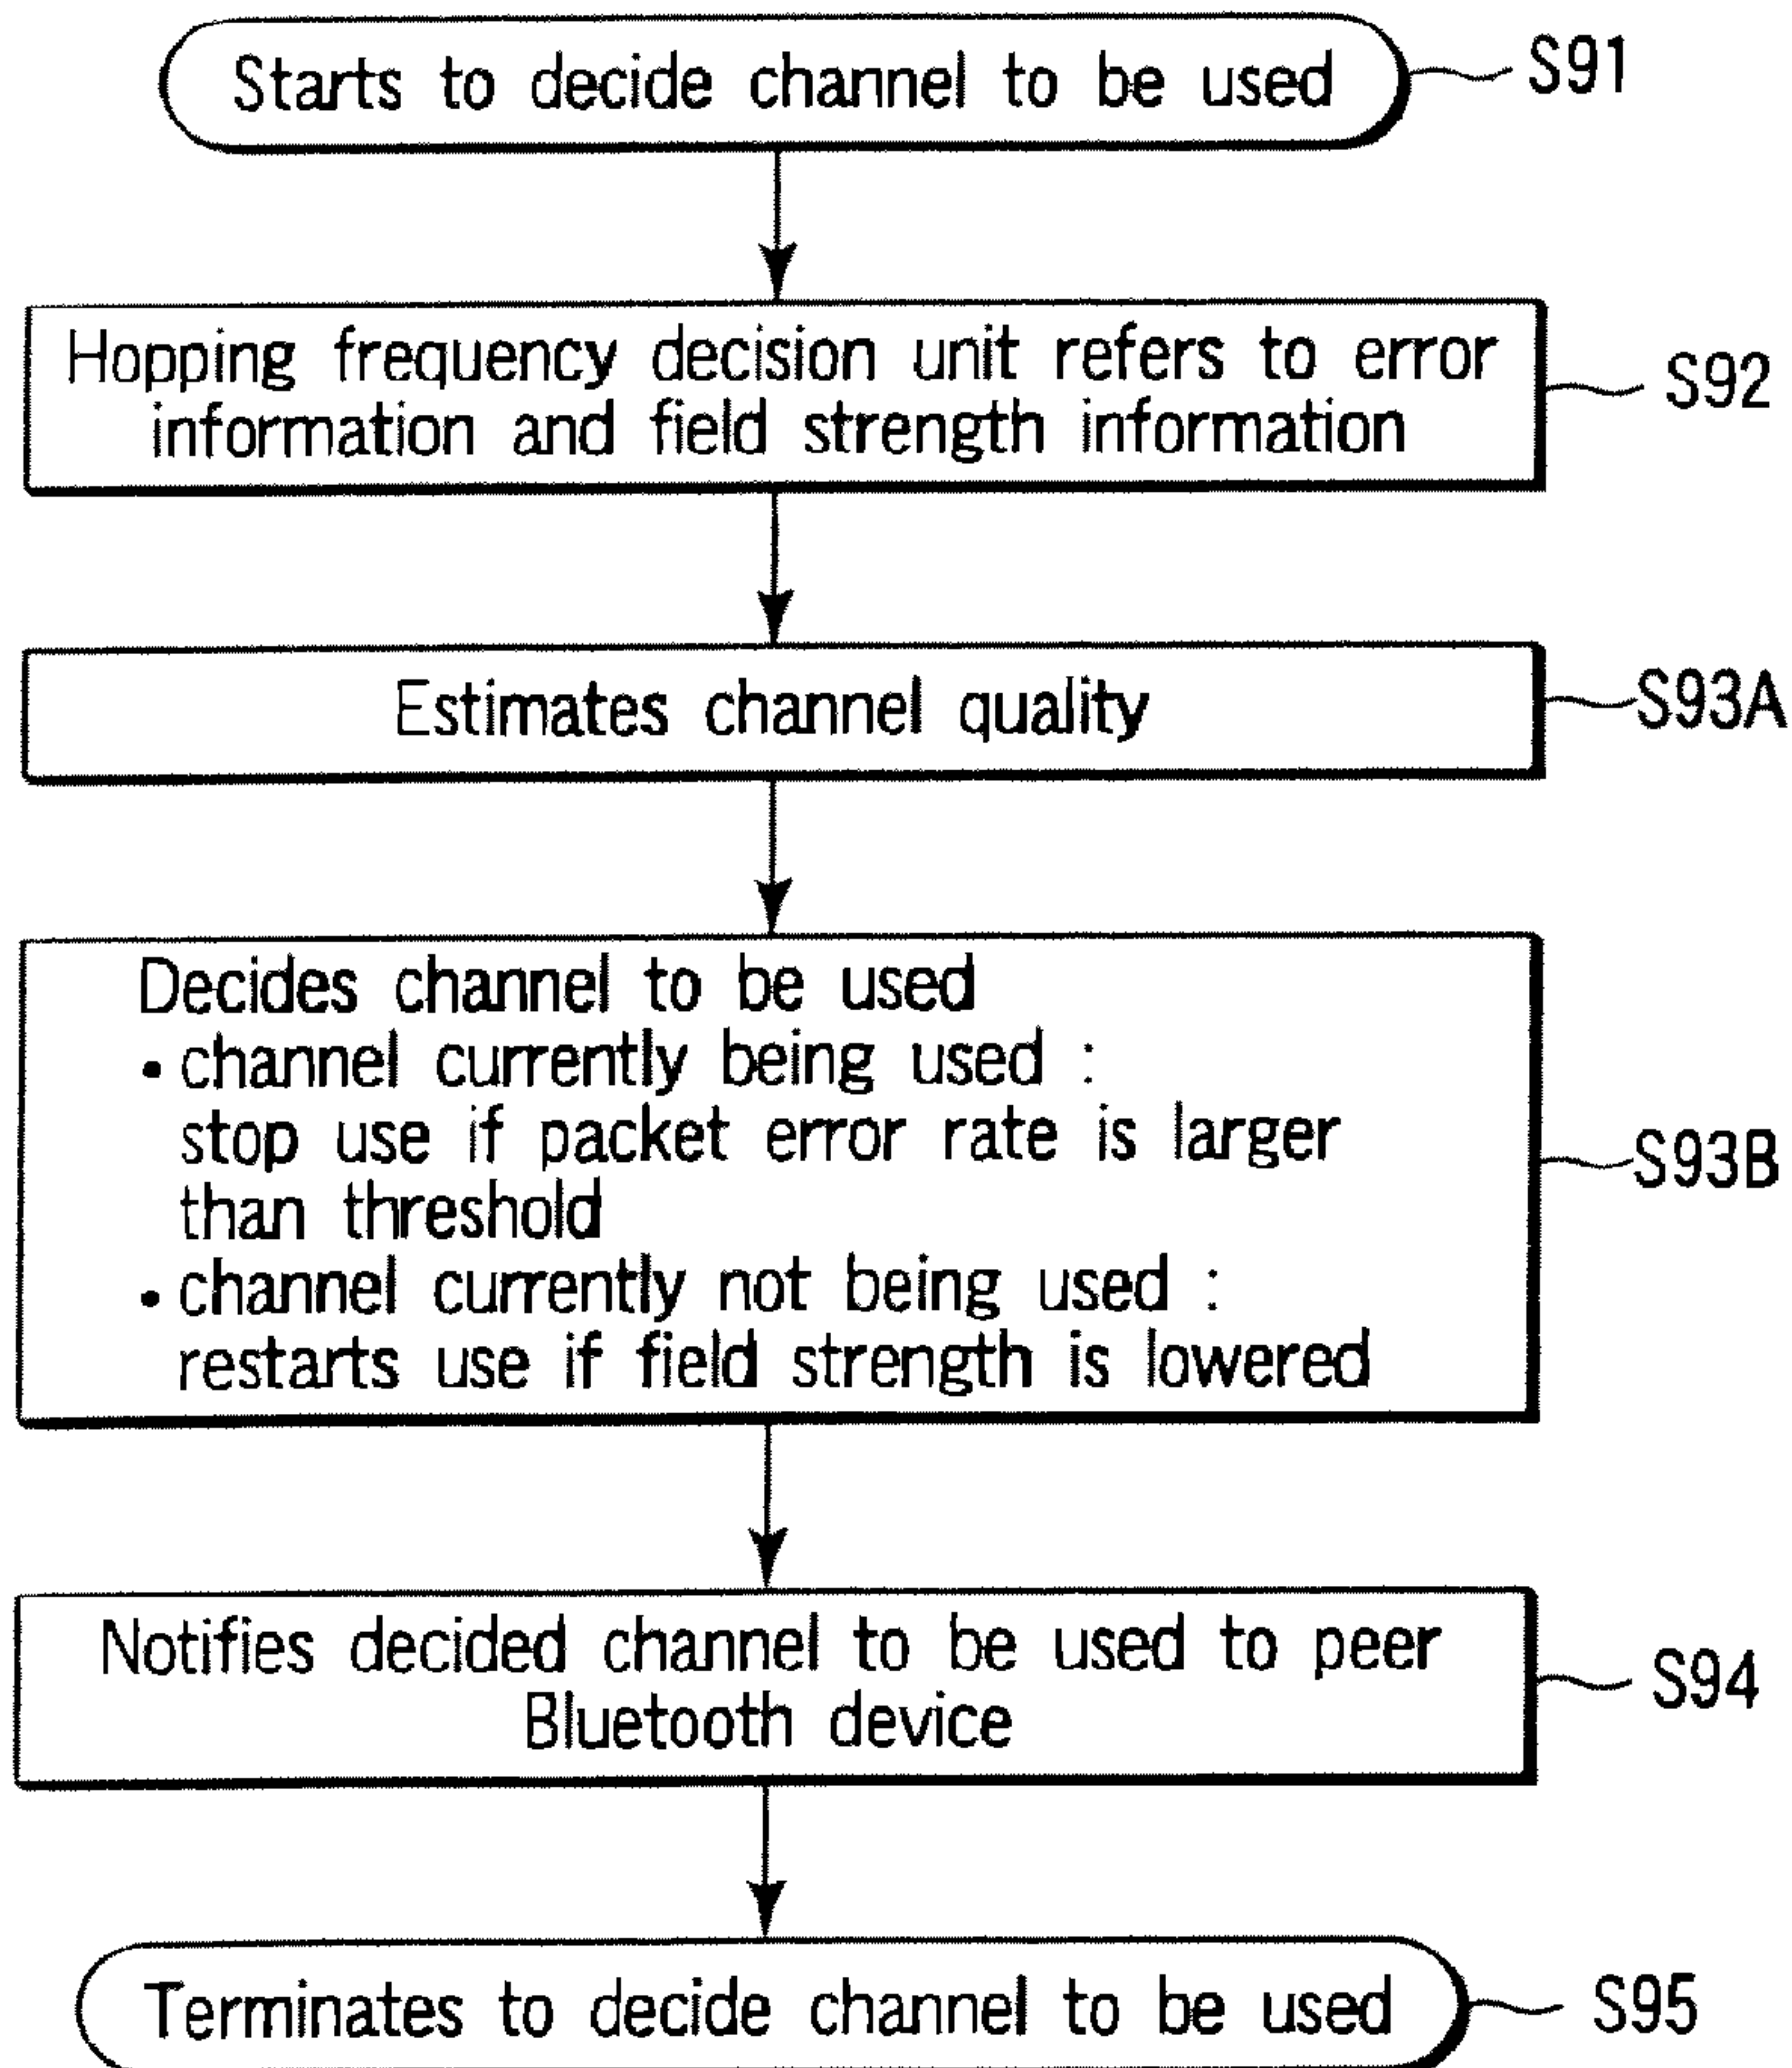 Starts to decide channel to be used
S91
Hopping frequency decision unit refers to error
information and field strength information
S92
Estimates channel quality
S93A
Decides channel to be used
• channel currently being used :
stop use if packet error rate is larger
than threshold
• channel currently not being used :
restarts use if field strength is lowered
S93B
Notifies decided channel to be used to peer
Bluetooth device
S94
Terminates to decide channel to be used
S95